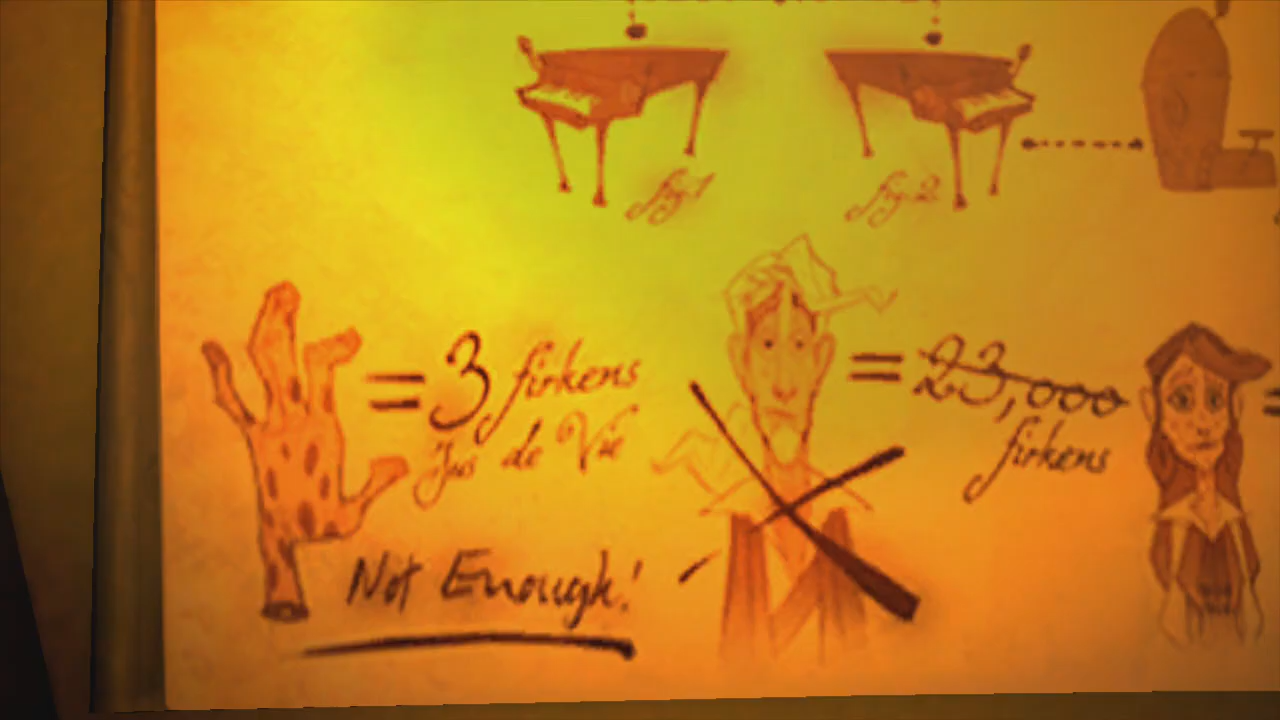 fig 1
fig 2
= 3 firkens
Jus de Vie
Not Enough!
= 23,000
firkens
=